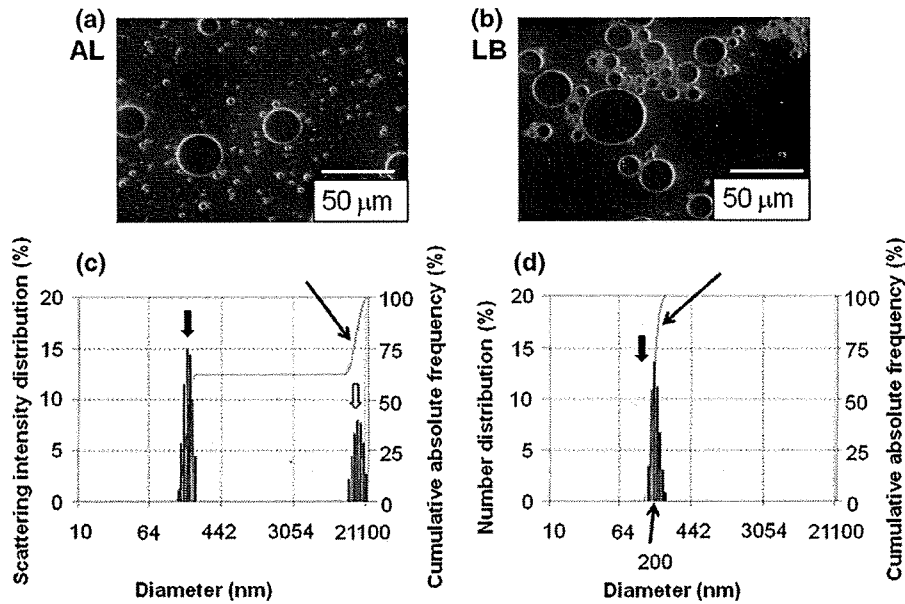 (a)
AL
50 μm
(b)
LB
50 μm
(c)
Scattering intensity distribution (%)
20
15
10
5
0
100
75
50
25
0
Cumulative absolute frequency (%)
10 64 442 3054 21100
Diameter (nm)
(d)
Number distribution (%)
20
15
10
5
0
100
75
50
25
0
Cumulative absolute frequency (%)
10 64 442 3054 21100
200
Diameter (nm)